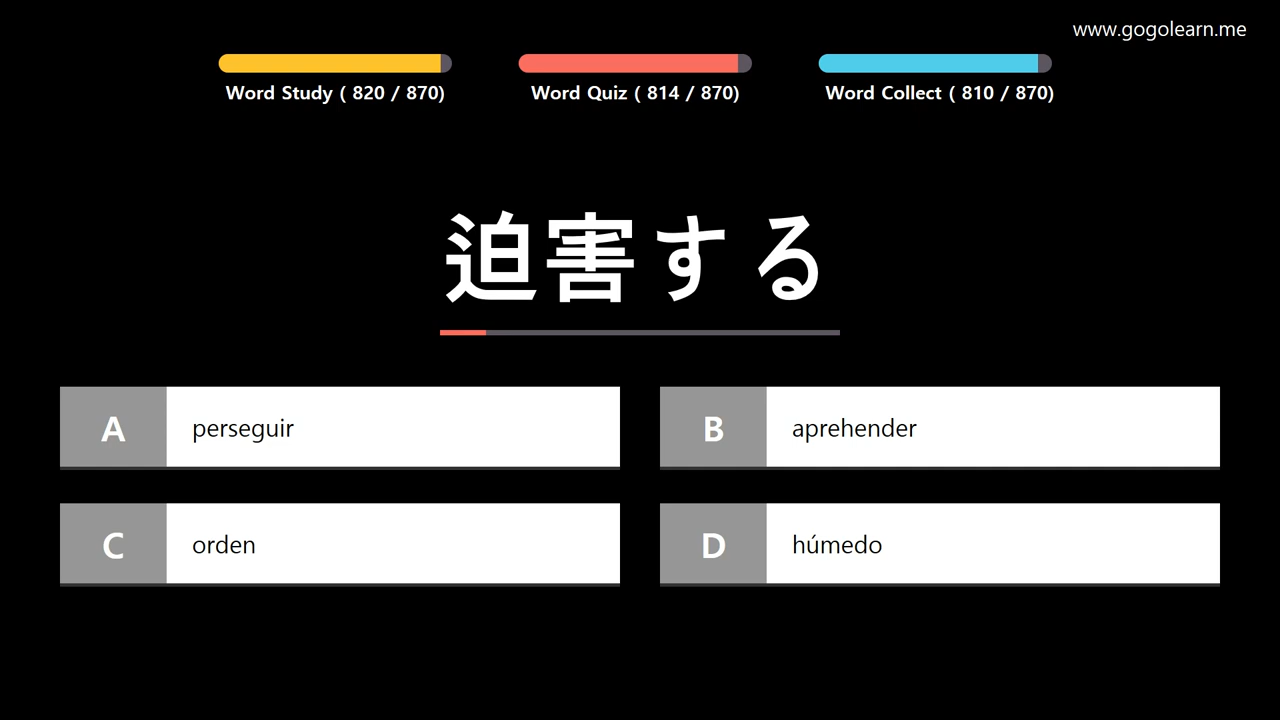 www.gogolearn.me
Word Study ( 820 / 870)
Word Quiz ( 814 / 870)
Word Collect ( 810 / 870)
迫害する
A perseguir
B aprehender
C orden
D húmedo